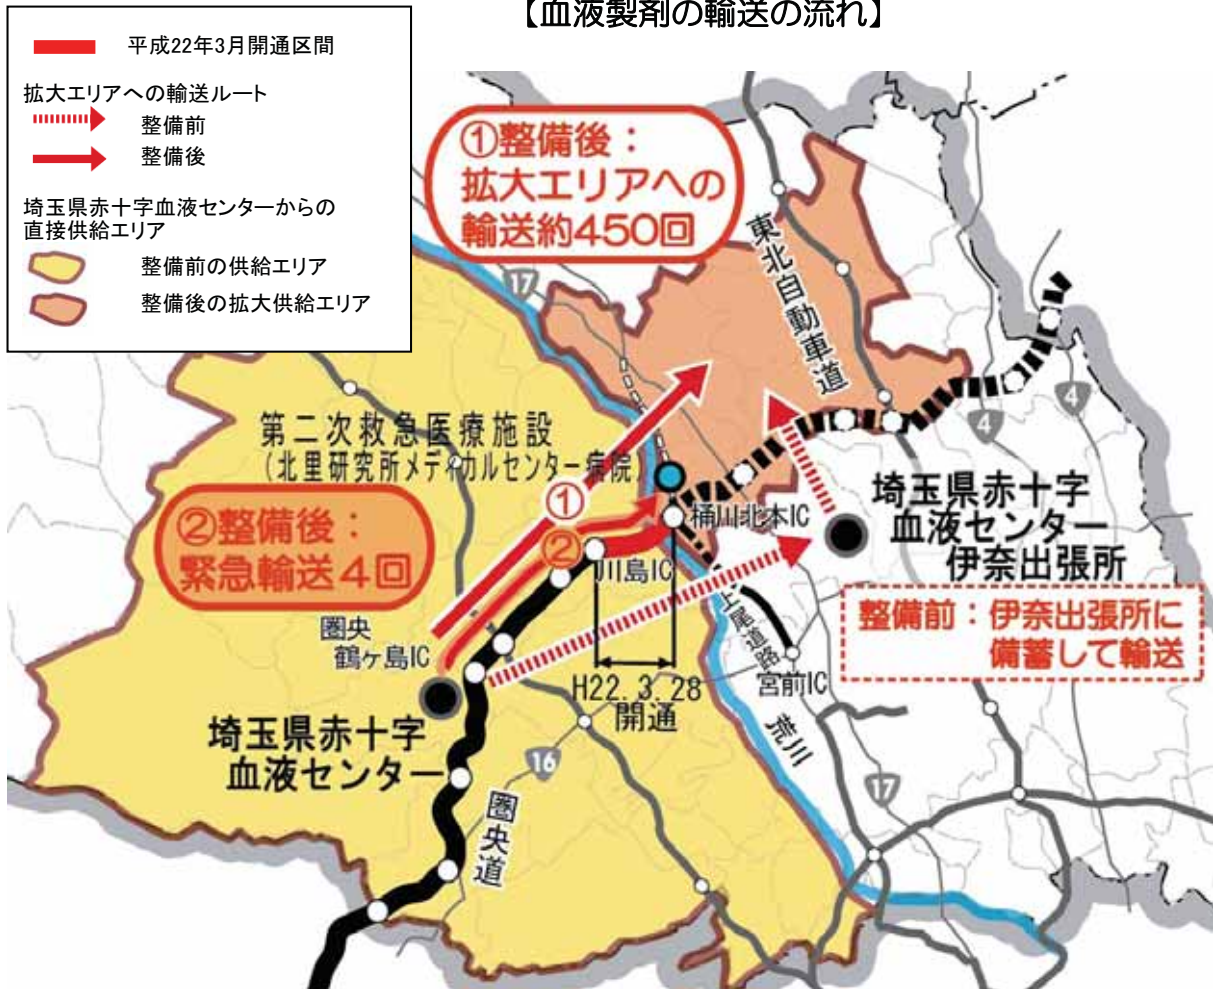 【血液製剤の輸送の流れ】
平成22年3月開通区間
拡大エリアへの輸送ルート
整備前
整備後
埼玉県赤十字血液センターからの
直接供給エリア
整備前の供給エリア
整備後の拡大供給エリア
①整備後：
拡大エリアへの
輸送約450回
17
東北自動車道
4
4
第二次救急医療施設
（北里研究所メディカルセンター病院）
①
②整備後：
緊急輸送4回
②
桶川北本IC
川島IC
埼玉県赤十字
血液センター
伊奈出張所
整備前：伊奈出張所に
備蓄して輸送
圏央
鶴ヶ島IC
上尾道路
宮前IC
H22.3.28
開通
荒川
埼玉県赤十字
血液センター
16
17
圏央道